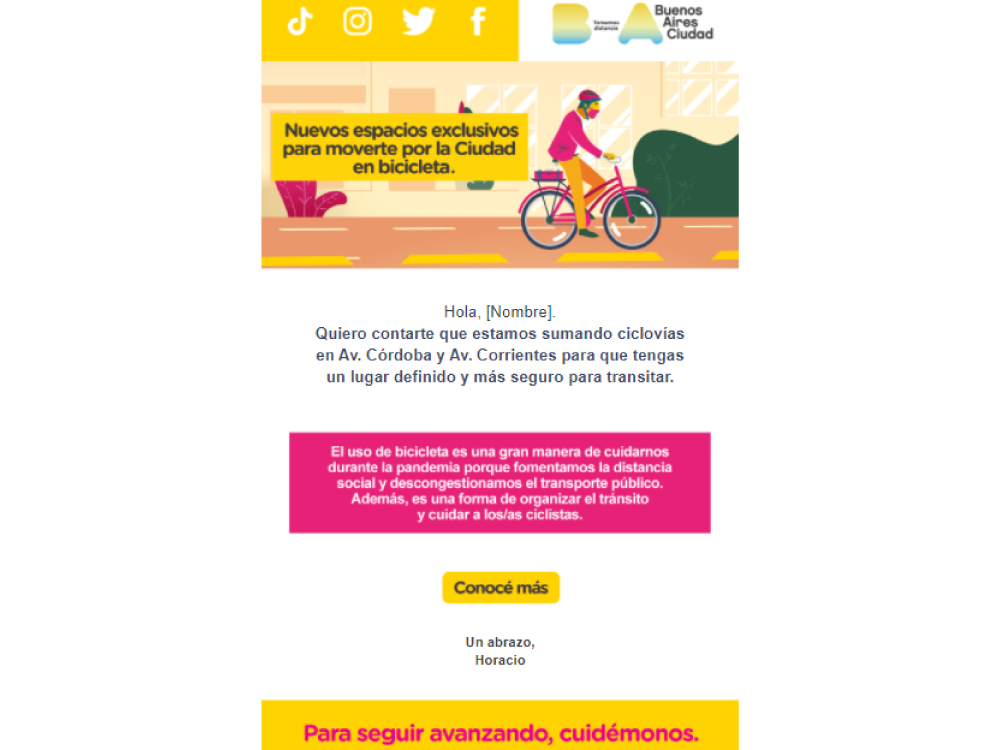 B Tomamos distancia A
Buenos
Aires
Ciudad
Nuevos espacios exclusivos
para moverte por la Ciudad
en bicicleta.
Hola, [Nombre].
Quiero contarte que estamos sumando ciclovías
en Av. Córdoba y Av. Corrientes para que tengas
un lugar definido y más seguro para transitar.
El uso de bicicleta es una gran manera de cuidarnos
durante la pandemia porque fomentamos la distancia
social y descongestionamos el transporte público.
Además, es una forma de organizar el tránsito
y cuidar a los/as ciclistas.
Conocé más
Un abrazo,
Horacio
Para seguir avanzando, cuidémonos.